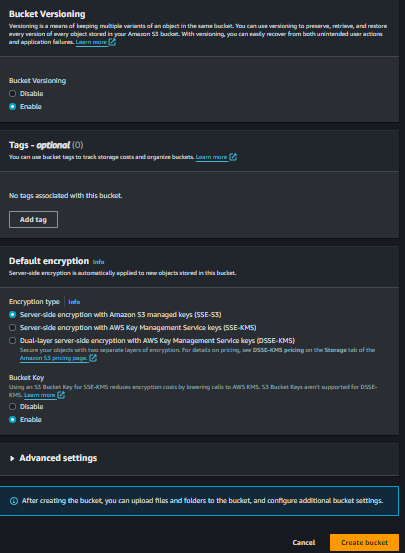 Bucket Versioning
Versioning is a means of keeping multiple variants of an object in the same bucket. You can use versioning to preserve, retrieve, and restore
every version of every object stored in your Amazon S3 bucket. With versioning, you can easily recover from both unintended user actions
and application failures. Learn more
Bucket Versioning
Disable
Enable
Tags - optional (0)
You can use bucket tags to track storage costs and organize buckets. Learn more
No tags associated with this bucket.
Add tag
Default encryption Info
Server-side encryption is automatically applied to new objects stored in this bucket.
Encryption type Info
Server-side encryption with Amazon S3 managed keys (SSE-S3)
Server-side encryption with AWS Key Management Service keys (SSE-KMS)
Dual-layer server-side encryption with AWS Key Management Service keys (DSSE-KMS)
Secure your objects with two separate layers of encryption. For details on pricing, see DSSE-KMS pricing on the Storage tab of the
Amazon S3 pricing page.
Bucket Key
Using an S3 Bucket Key for SSE-KMS reduces encryption costs by lowering calls to AWS KMS. S3 Bucket Keys aren't supported for DSSE-
KMS. Learn more
Disable
Enable
Advanced settings
After creating the bucket, you can upload files and folders to the bucket, and configure additional bucket settings.
Cancel
Create bucket